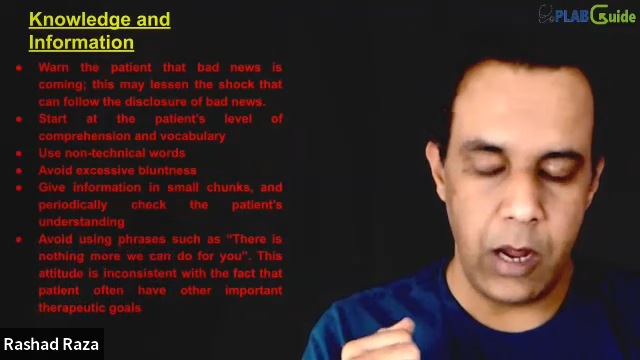 Knowledge and
Information
PLAB Guide
● Warn the patient that bad news is
coming; this may lessen the shock that
can follow the disclosure of bad news.
● Start at the patient's level of
comprehension and vocabulary
● Use non-technical words
● Avoid excessive bluntness
● Give information in small chunks, and
periodically check the patient's
understanding
● Avoid using phrases such as "There is
nothing more we can do for you". This
attitude is inconsistent with the fact that
patient often have other important
therapeutic goals
Rashad Raza